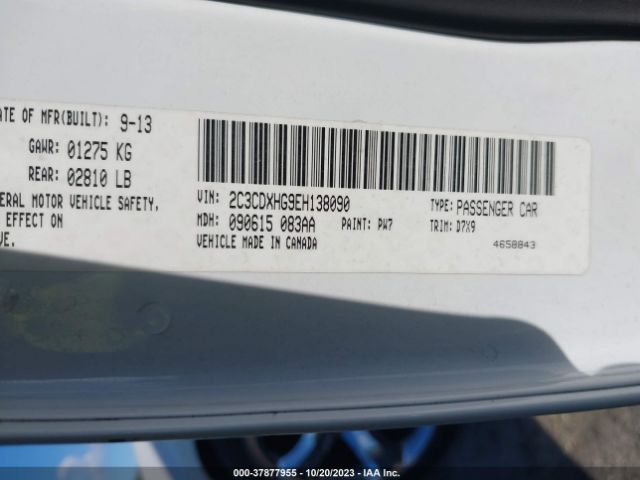 ATE OF MFR(BUILT): 9-13
GAWR: 01275 KG
REAR: 02810 LB
ERAL MOTOR VEHICLE SAFETY,
EFFECT ON
VE.
VIN: 2C3CDXHG9EH138090
TYPE: PASSENGER CAR
MDH: 090615 083AA PAINT: PW7
TRIM: D7X9
VEHICLE MADE IN CANADA
4658843
000-37877955 | 10/20/2023 | IAA Inc.